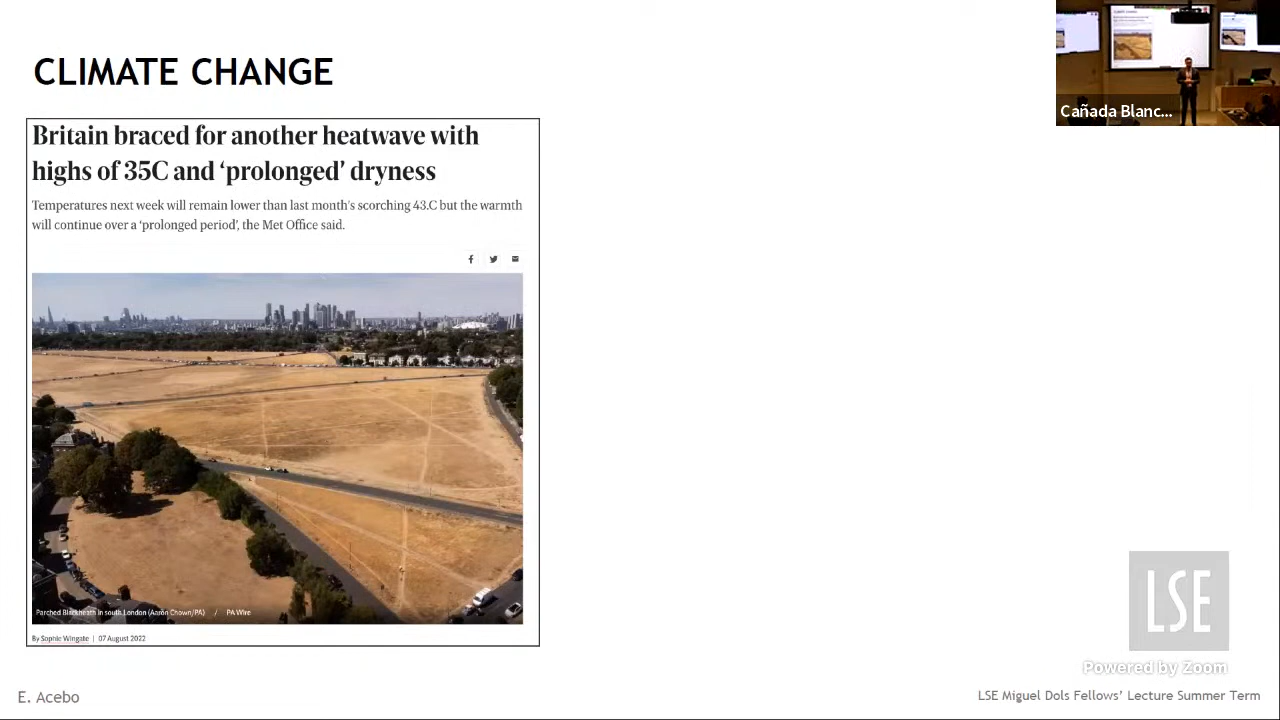 CLIMATE CHANGE
Cañada Blanc...
Britain braced for another heatwave with
highs of 35C and ‘prolonged’ dryness
Temperatures next week will remain lower than last month's scorching 43.C but the warmth
will continue over a ‘prolonged period’, the Met Office said.
Parched Blackheath in south London (Aaron Chown/PA) / PA Wire
By Sophie Wingate | 07 August 2022
LSE
Powered by Zoom
E. Acebo
LSE Miguel Dols Fellows’ Lecture Summer Term